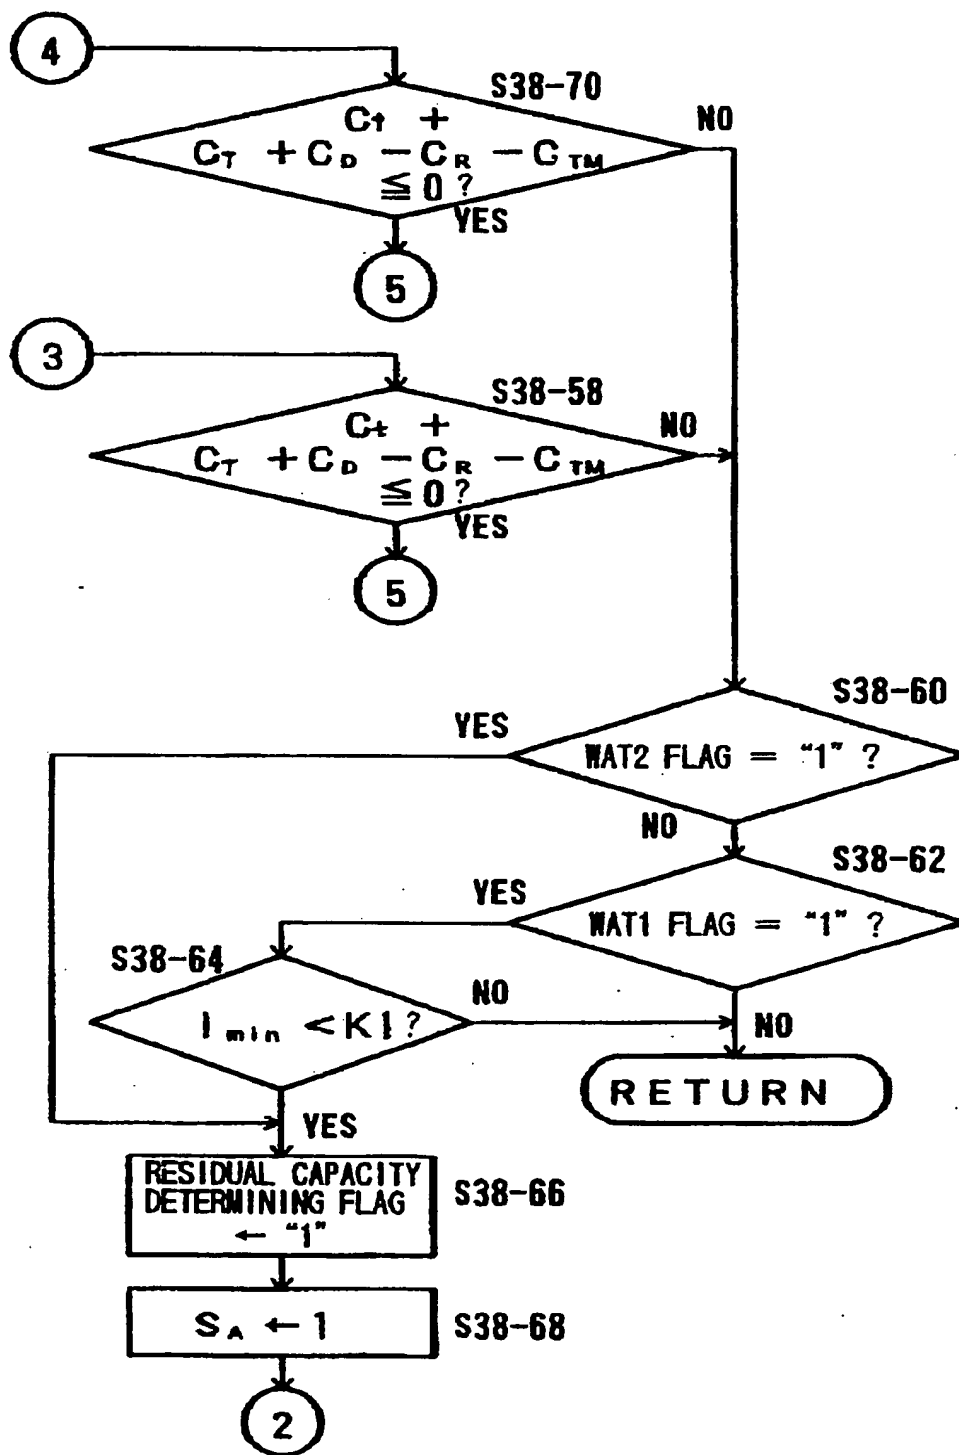 4
S38-70
Ct +
NO
CT + CD - CR - CTM
≦ 0 ?
YES
5
3
S38-58
Ct +
NO
CT + CD - CR - CTM
≦ 0 ?
YES
5
S38-60
YES
WAT2 FLAG = "1" ?
NO
S38-62
YES
WAT1 FLAG = "1" ?
S38-64
NO
Imin < K1 ?
NO
RETURN
YES
RESIDUAL CAPACITY
DETERMINING FLAG
← "1"
S38-66
SA ← 1
S38-68
2